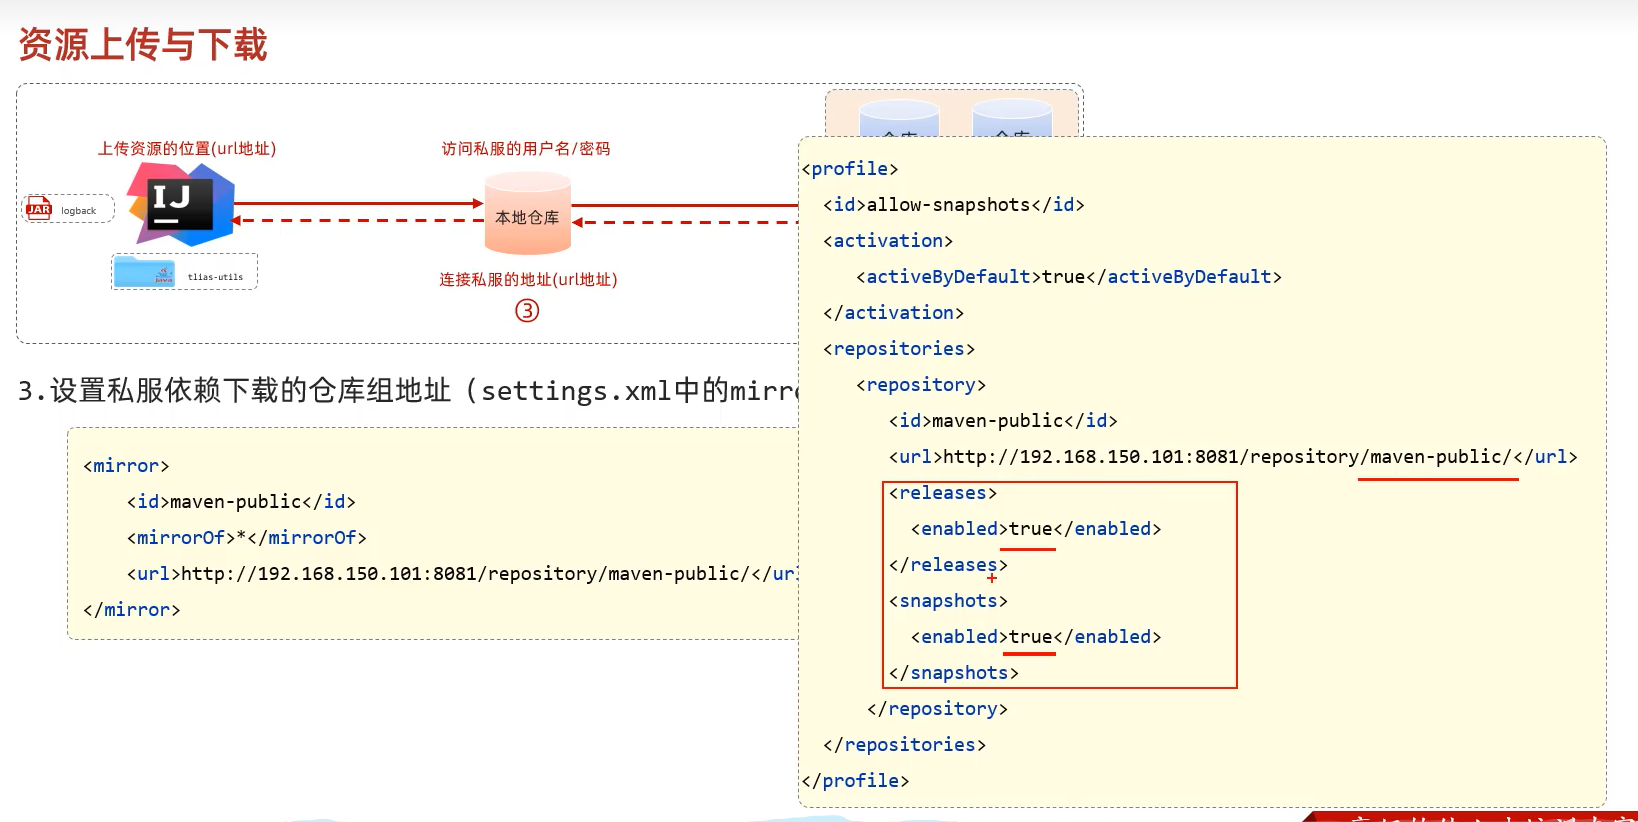 资源上传与下载
仓库
仓库
上传资源的位置(url地址)
访问私服的用户名/密码
IJ
JAR
logback
本地仓库
tlias-utils
连接私服的地址(url地址)
③
3.设置私服依赖下载的仓库组地址（settings.xml中的mirro
<mirror>
<id>maven-public</id>
<mirrorOf>*</mirrorOf>
<url>http://192.168.150.101:8081/repository/maven-public/</url
</mirror>
<profile>
<id>allow-snapshots</id>
<activation>
<activeByDefault>true</activeByDefault>
</activation>
<repositories>
<repository>
<id>maven-public</id>
<url>http://192.168.150.101:8081/repository/maven-public/</url>
<releases>
<enabled>true</enabled>
</releases>
<snapshots>
<enabled>true</enabled>
</snapshots>
</repository>
</repositories>
</profile>